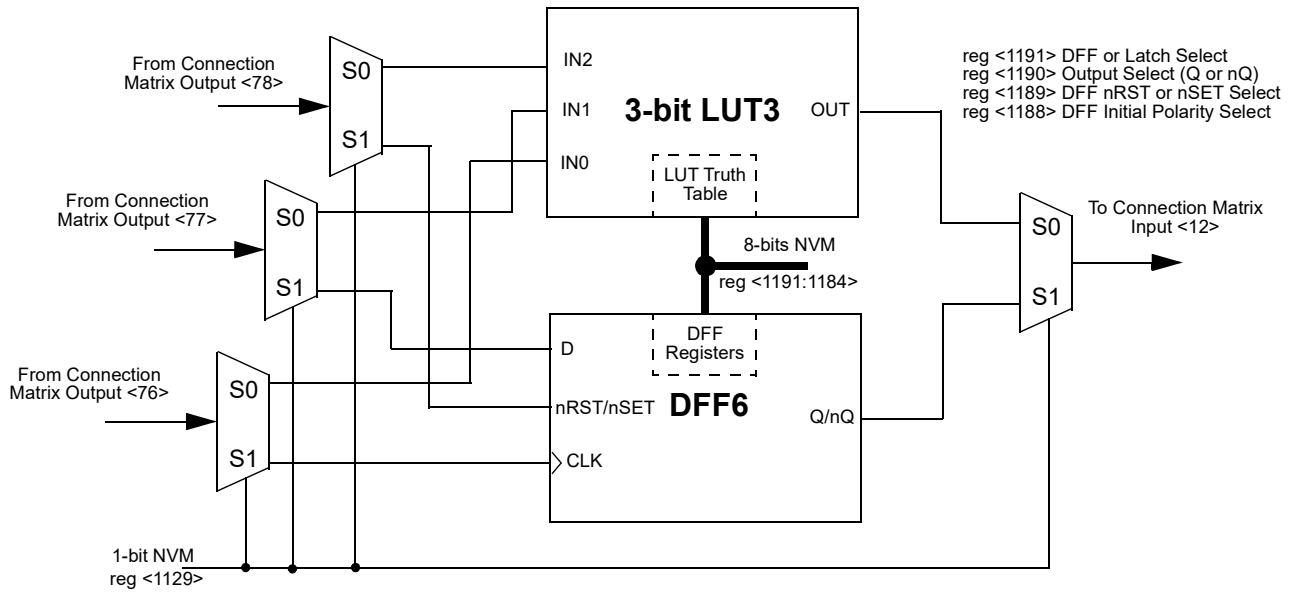 From Connection
Matrix Output <78>
S0
S1
From Connection
Matrix Output <77>
S0
S1
From Connection
Matrix Output <76>
S0
S1
1-bit NVM
reg <1129>
IN2
IN1
IN0
3-bit LUT3
OUT
LUT Truth
Table
8-bits NVM
reg <1191:1184>
DFF
Registers
D
nRST/nSET
DFF6
Q/nQ
CLK
reg <1191> DFF or Latch Select
reg <1190> Output Select (Q or nQ)
reg <1189> DFF nRST or nSET Select
reg <1188> DFF Initial Polarity Select
S0
S1
To Connection Matrix
Input <12>